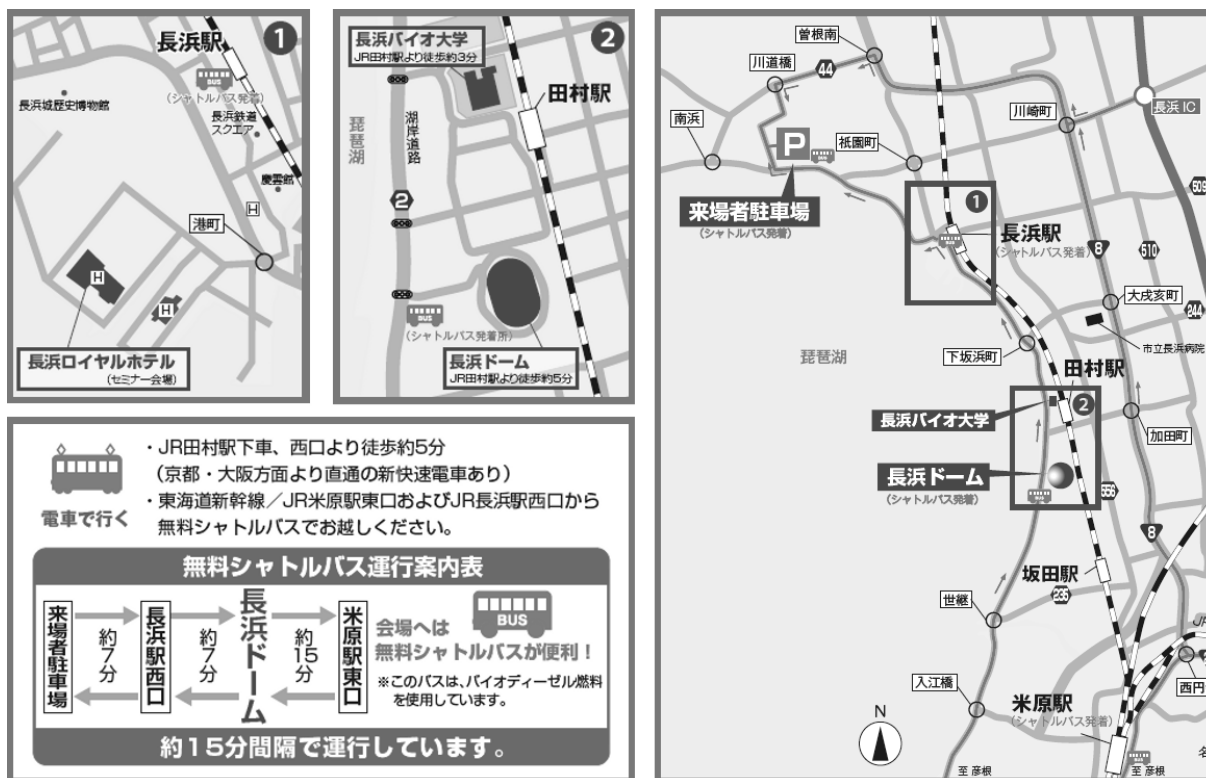 1
長浜駅
BUS
(シャトルバス発着)
長浜城歴史博物館
長浜鉄道
スクエア
慶雲館
H
港町
H
H
長浜ロイヤルホテル
(セミナー会場)
2
長浜バイオ大学
JR田村駅より徒歩約3分
田村駅
琵琶湖
湖岸道路
2
BUS
(シャトルバス発着所)
長浜ドーム
JR田村駅より徒歩約5分
・JR田村駅下車、西口より徒歩約5分
(京都・大阪方面より直通の新快速電車あり)
・東海道新幹線/JR米原駅東口およびJR長浜駅西口から
無料シャトルバスでお越しください。
電車で行く
無料シャトルバス運行案内表
来場者駐車場
約7分
長浜駅西口
約7分
長浜ドーム
約15分
米原駅東口
BUS
会場へは
無料シャトルバスが便利!
※このバスは、バイオディーゼル燃料
を使用しています。
約15分間隔で運行しています。
曽根南
川道橋
44
南浜
川崎町
長浜IC
祇園町
P
来場者駐車場
(シャトルバス発着)
509
1
長浜駅
(シャトルバス発着)
8
510
大戌亥町
244
市立長浜病院
琵琶湖
下坂浜町
田村駅
2
長浜バイオ大学
加田町
長浜ドーム
(シャトルバス発着)
556
8
坂田駅
236
世継
JR
西円
入江橋
米原駅
(シャトルバス発着)
N
名
至 彦根
至 彦根